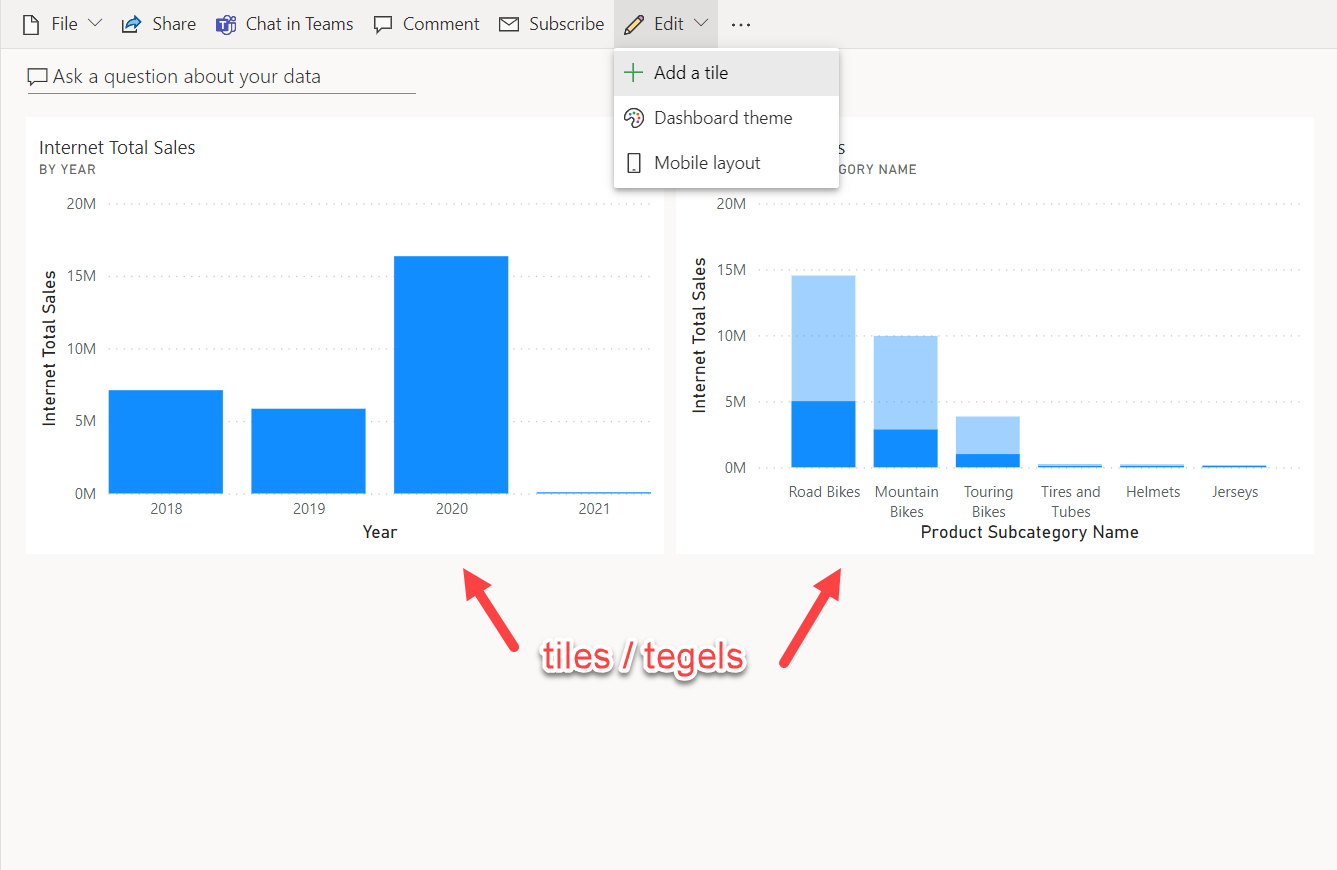 File Share Chat in Teams Comment Subscribe Edit ...
Ask a question about your data
Add a tile
Dashboard theme
Mobile layout
Internet Total Sales
BY YEAR
20M
15M
10M
5M
0M
Internet Total Sales
2018 2019 2020 2021
Year
s
GORY NAME
20M
15M
10M
5M
0M
Internet Total Sales
Road Bikes Mountain Bikes Touring Bikes Tires and Tubes Helmets Jerseys
Product Subcategory Name
tiles / tegels